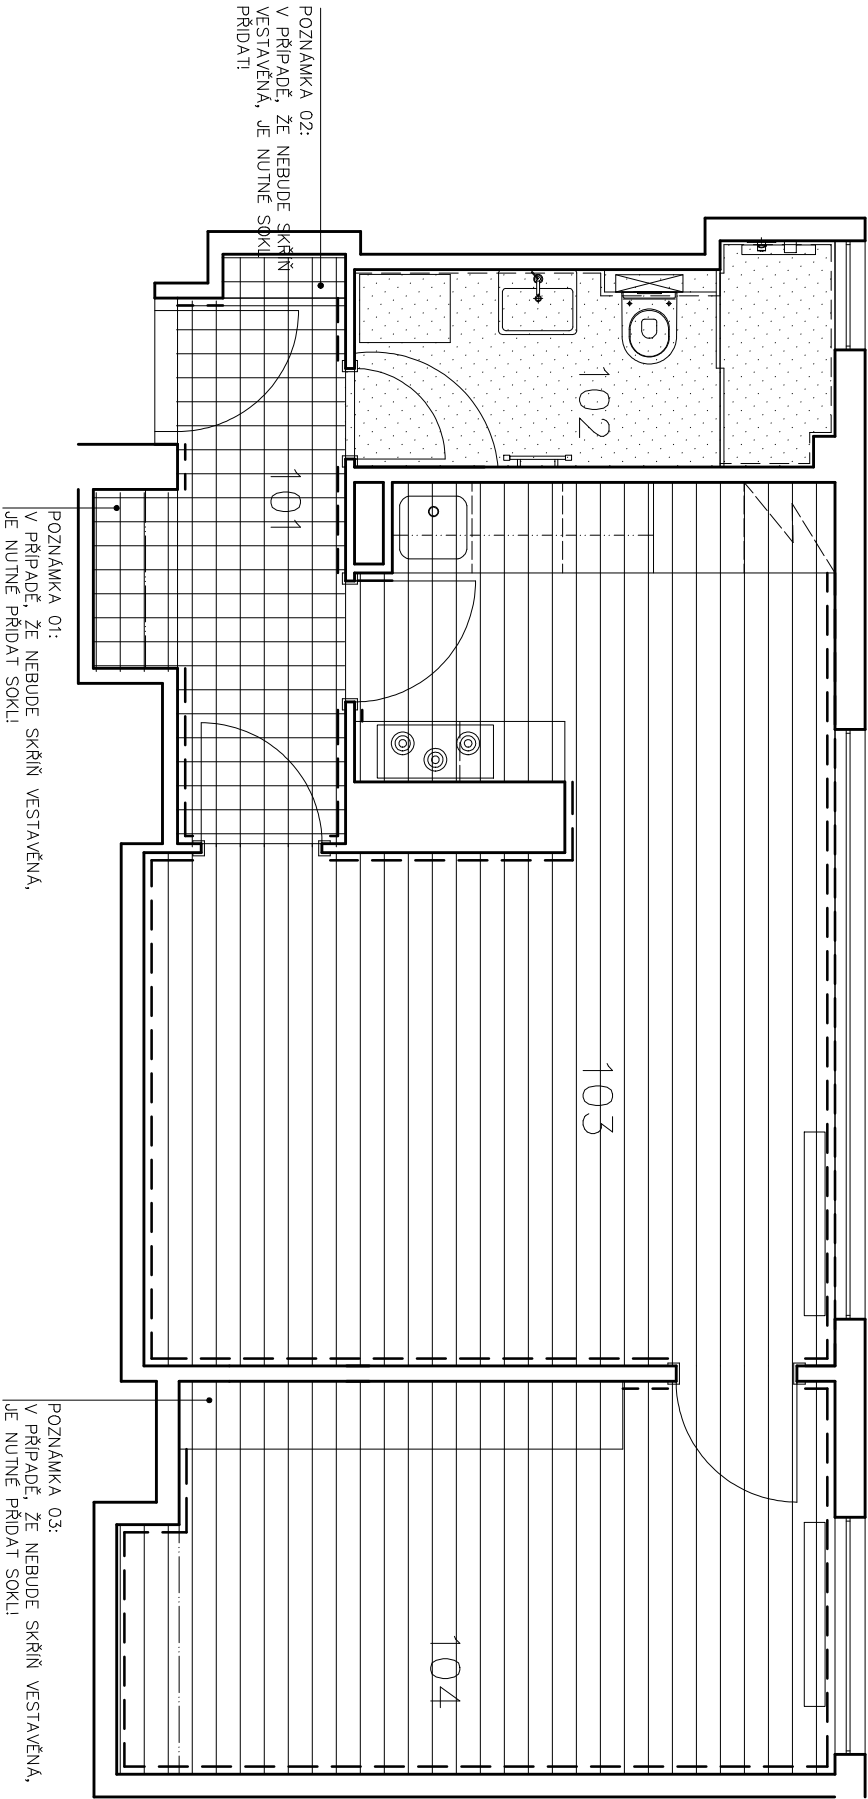 POZNÁMKA 02:
V PŘÍPADĚ, ŽE NEBUDE SKŘÍŇ
VESTAVĚNÁ, JE NUTNÉ SOKL
PŘIDAT!
102
101
POZNÁMKA 01:
V PŘÍPADĚ, ŽE NEBUDE SKŘÍŇ VESTAVĚNÁ,
JE NUTNÉ PŘIDAT SOKL!
103
104
POZNÁMKA 03:
V PŘÍPADĚ, ŽE NEBUDE SKŘÍŇ VESTAVĚNÁ,
JE NUTNÉ PŘIDAT SOKL!